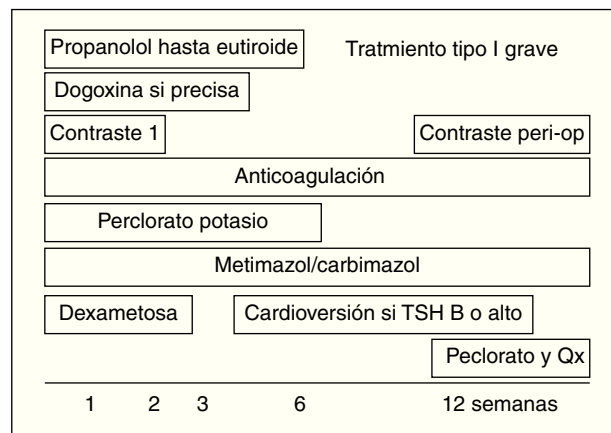 Propanolol hasta eutiroide
Tratmiento tipo I grave
Dogoxina si precisa
Contraste 1
Contraste peri-op
Anticoagulación
Perclorato potasio
Metimazol/carbimazol
Dexametosa
Cardioversión si TSH B o alto
Peclorato y Qx
1 2 3 6 12 semanas